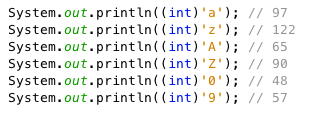 System.out.println((int)'a'); // 97
System.out.println((int)'z'); // 122
System.out.println((int)'A'); // 65
System.out.println((int)'Z'); // 90
System.out.println((int)'0'); // 48
System.out.println((int)'9'); // 57